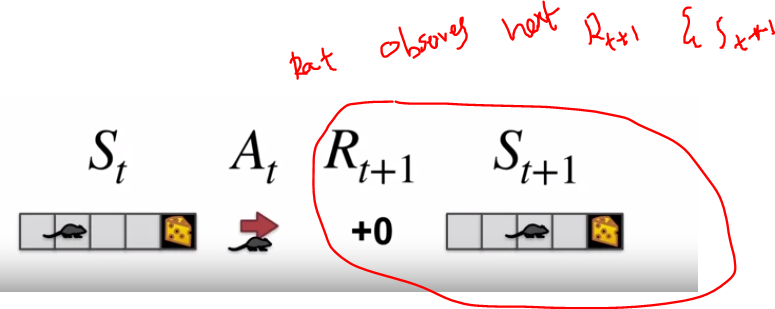 Rat observes next R_{t+1} & S_{t+1}
S_t A_t R_{t+1} S_{t+1}
+0